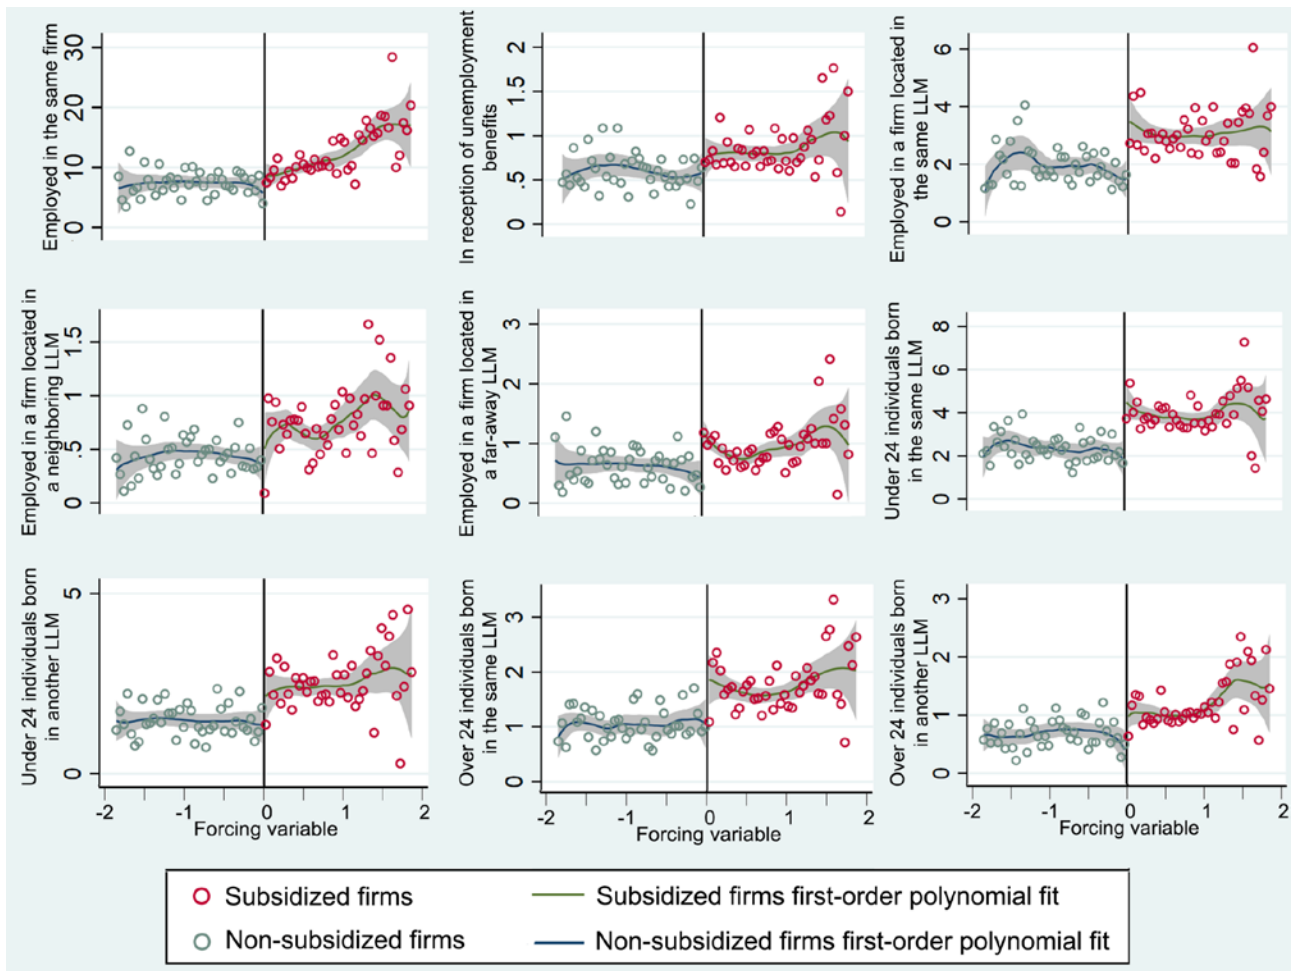 Employed in the same firm
30
20
10
0
In reception of unemployment
benefits
2
1.5
1
.5
0
Employed in a firm located in
the same LLM
6
4
2
0
Employed in a firm located in
a neighboring LLM
1.5
1
.5
0
Employed in a firm located in
a far-away LLM
3
2
1
0
Under 24 individuals born
in the same LLM
8
6
4
2
0
Under 24 individuals born
in another LLM
5
0
-2 -1 0 1 2
Forcing variable
Over 24 individuals born
in the same LLM
3
2
1
0
-2 -1 0 1 2
Forcing variable
Over 24 individuals born
in another LLM
3
2
1
0
-2 -1 0 1 2
Forcing variable
Subsidized firms
Subsidized firms first-order polynomial fit
Non-subsidized firms
Non-subsidized firms first-order polynomial fit